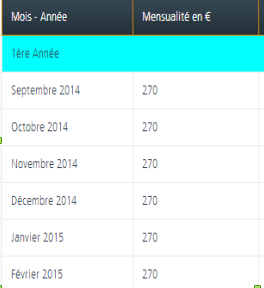 Mois - Année Mensualité en €
1ère Année
Septembre 2014 270
Octobre 2014 270
Novembre 2014 270
Décembre 2014 270
Janvier 2015 270
Février 2015 270